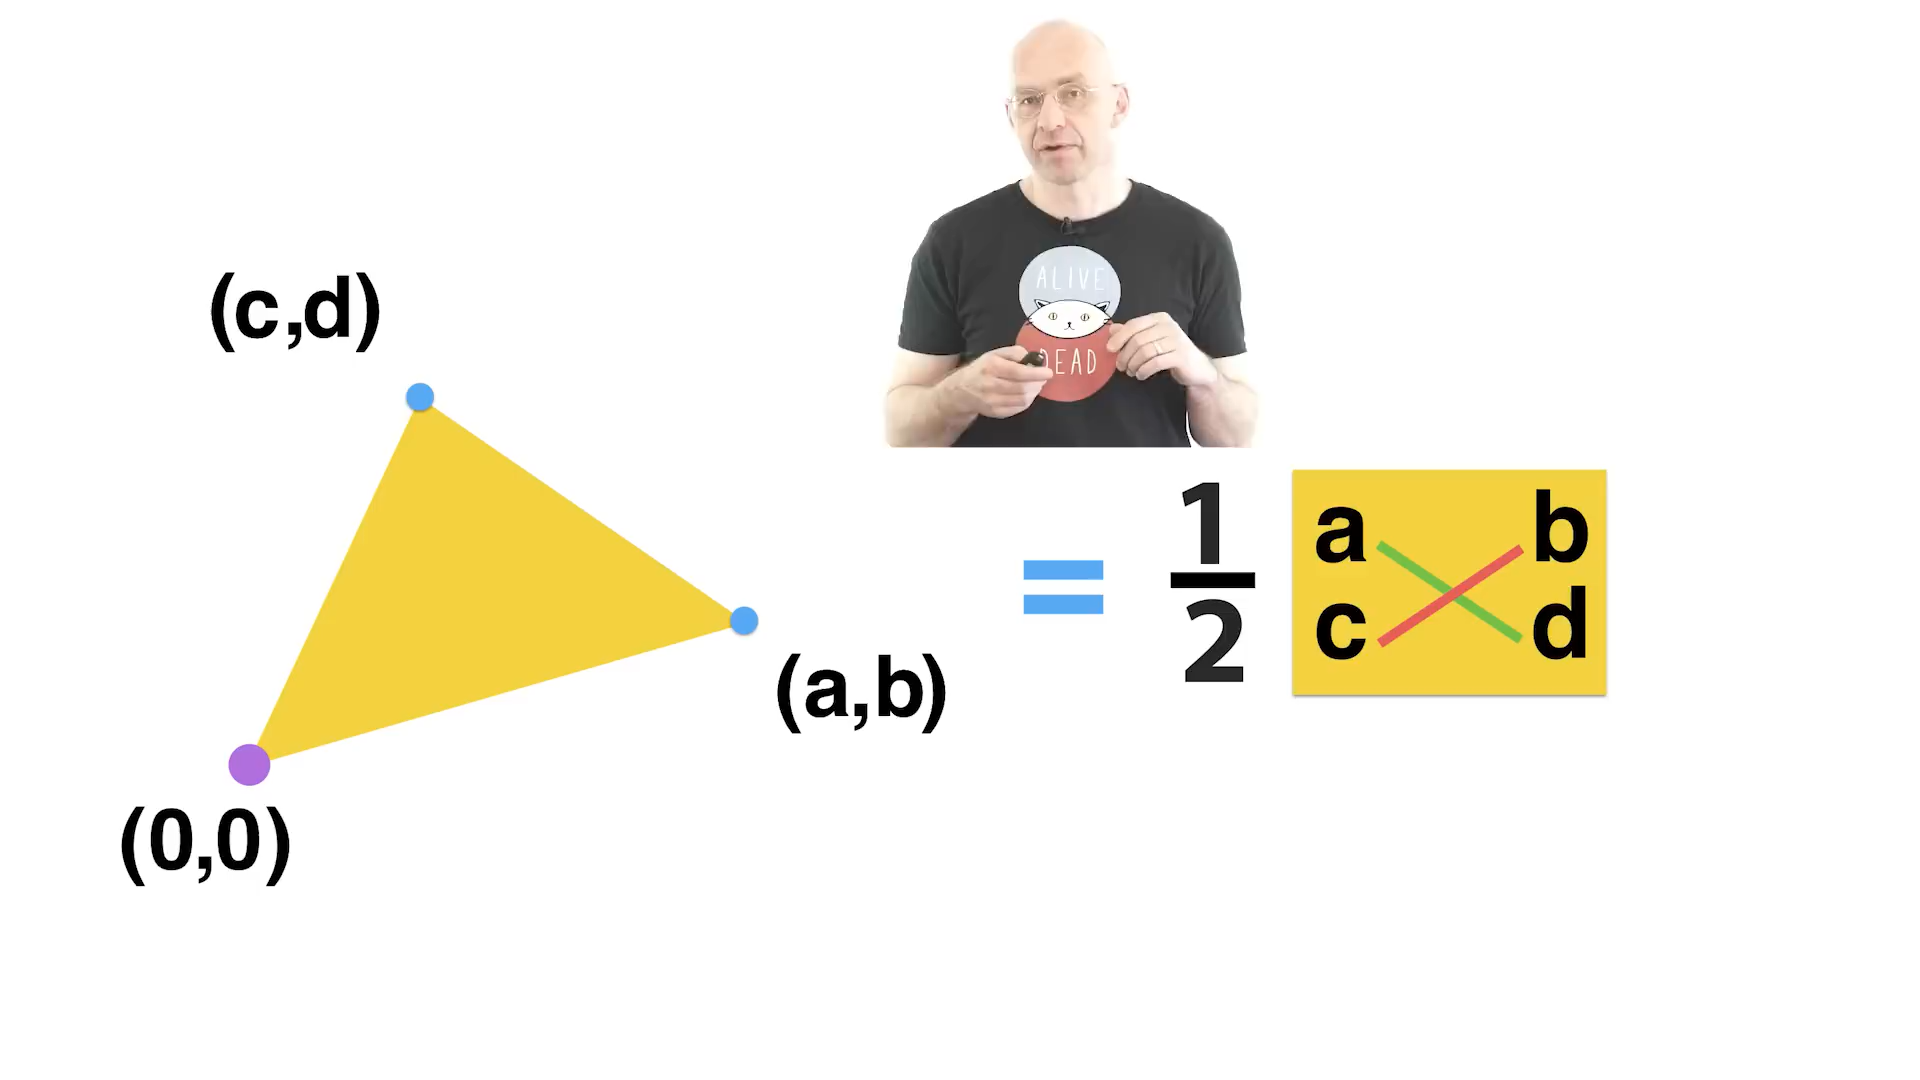 ALIVE
DEAD
(c,d)
(a,b)
(0,0)
= 1/2
a b
c d